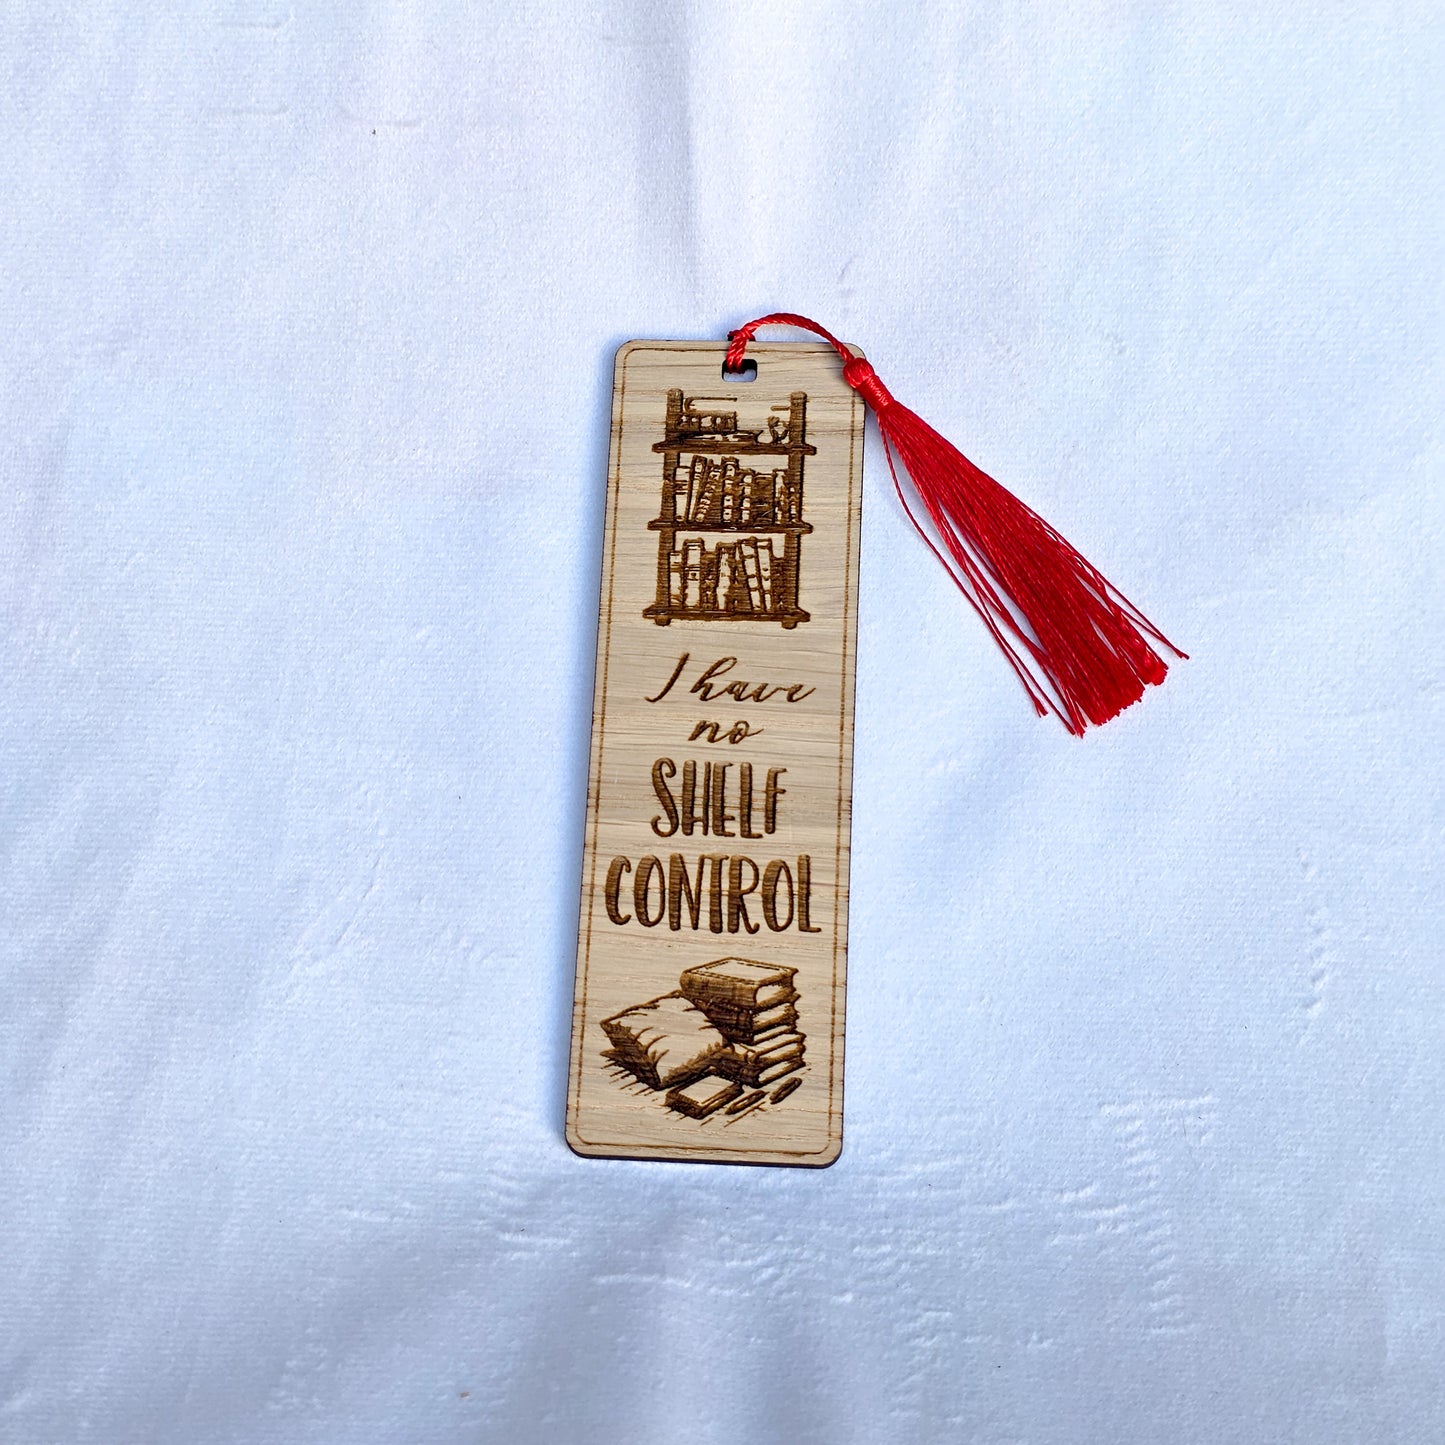 I have
no
SHELF
CONTROL